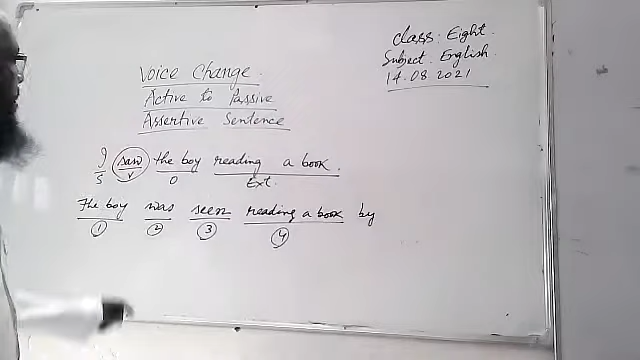 Class : Eight.
Subject : English.
14.08.2021
Voice Change.
Active to Passive
Assertive Sentence
I saw the boy reading a book.
S V O Ext.
The boy was seen reading a book by
1 2 3 4